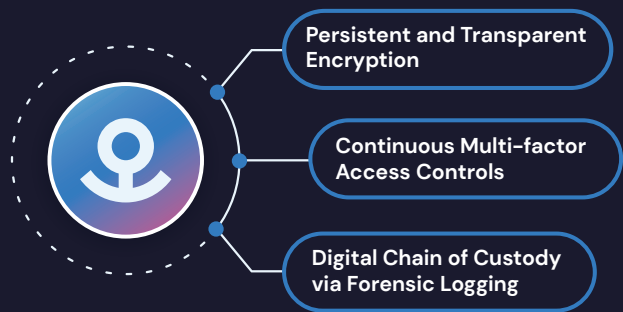 Persistent and Transparent
Encryption
Continuous Multi-factor
Access Controls
Digital Chain of Custody
via Forensic Logging